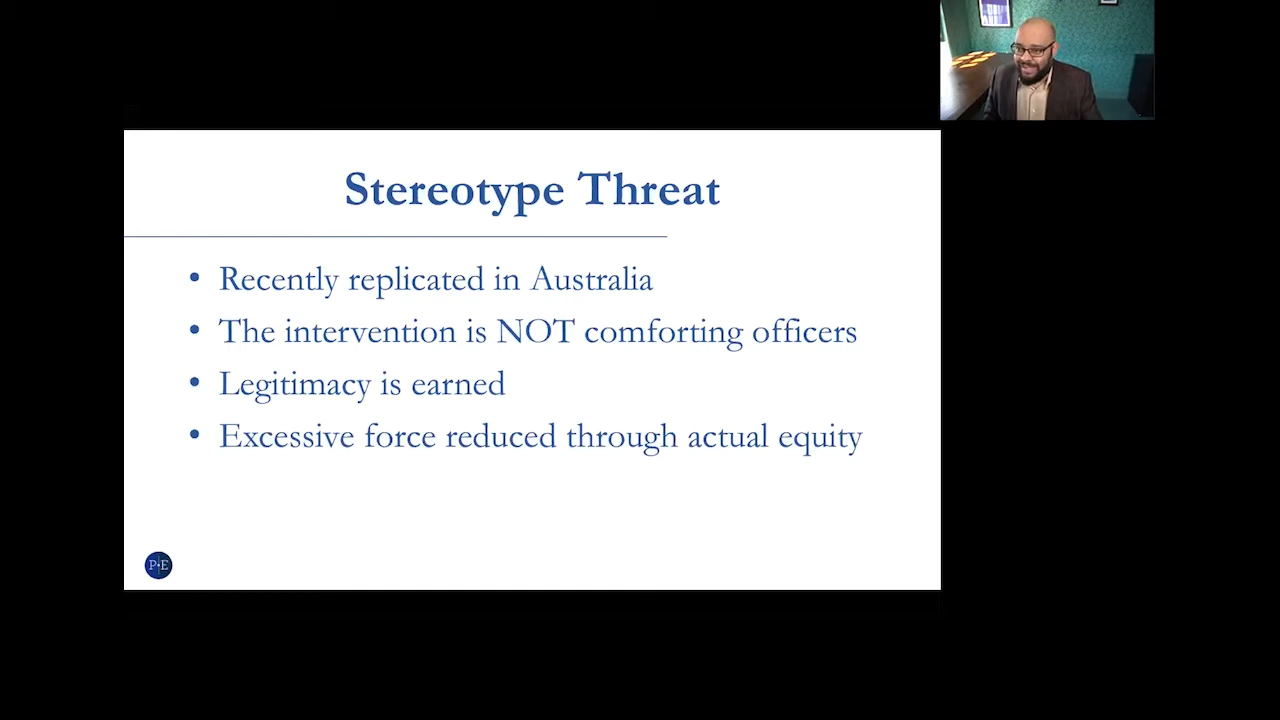 Stereotype Threat
• Recently replicated in Australia
• The intervention is NOT comforting officers
• Legitimacy is earned
• Excessive force reduced through actual equity
P•E